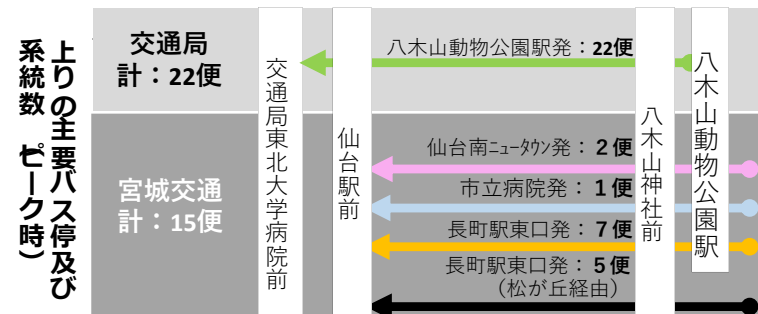 上りの主要バス停及び
系統数　ピーク時）
交通局
計：22便
宮城交通
計：15便
交通局東北大学病院前
仙台駅前
八木山動物公園駅発：22便
仙台南ニュータウン発：２便
市立病院発：１便
長町駅東口発：７便
長町駅東口発：５便
（松が丘経由）
八木山神社前
八木山動物公園駅